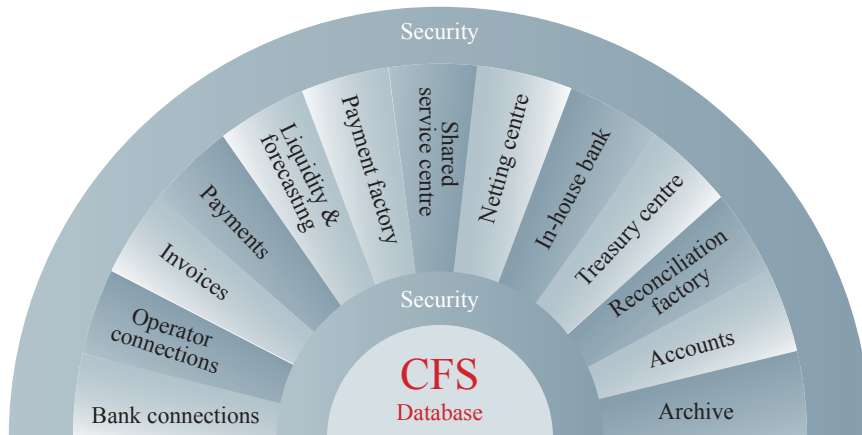 Security
Bank connections
Operator
connections
Invoices
Payments
Liquidity &
forecasting
Payment factory
Shared
service centre
Netting centre
In-house bank
Treasury centre
Reconciliation
factory
Accounts
Archive
Security
CFS
Database